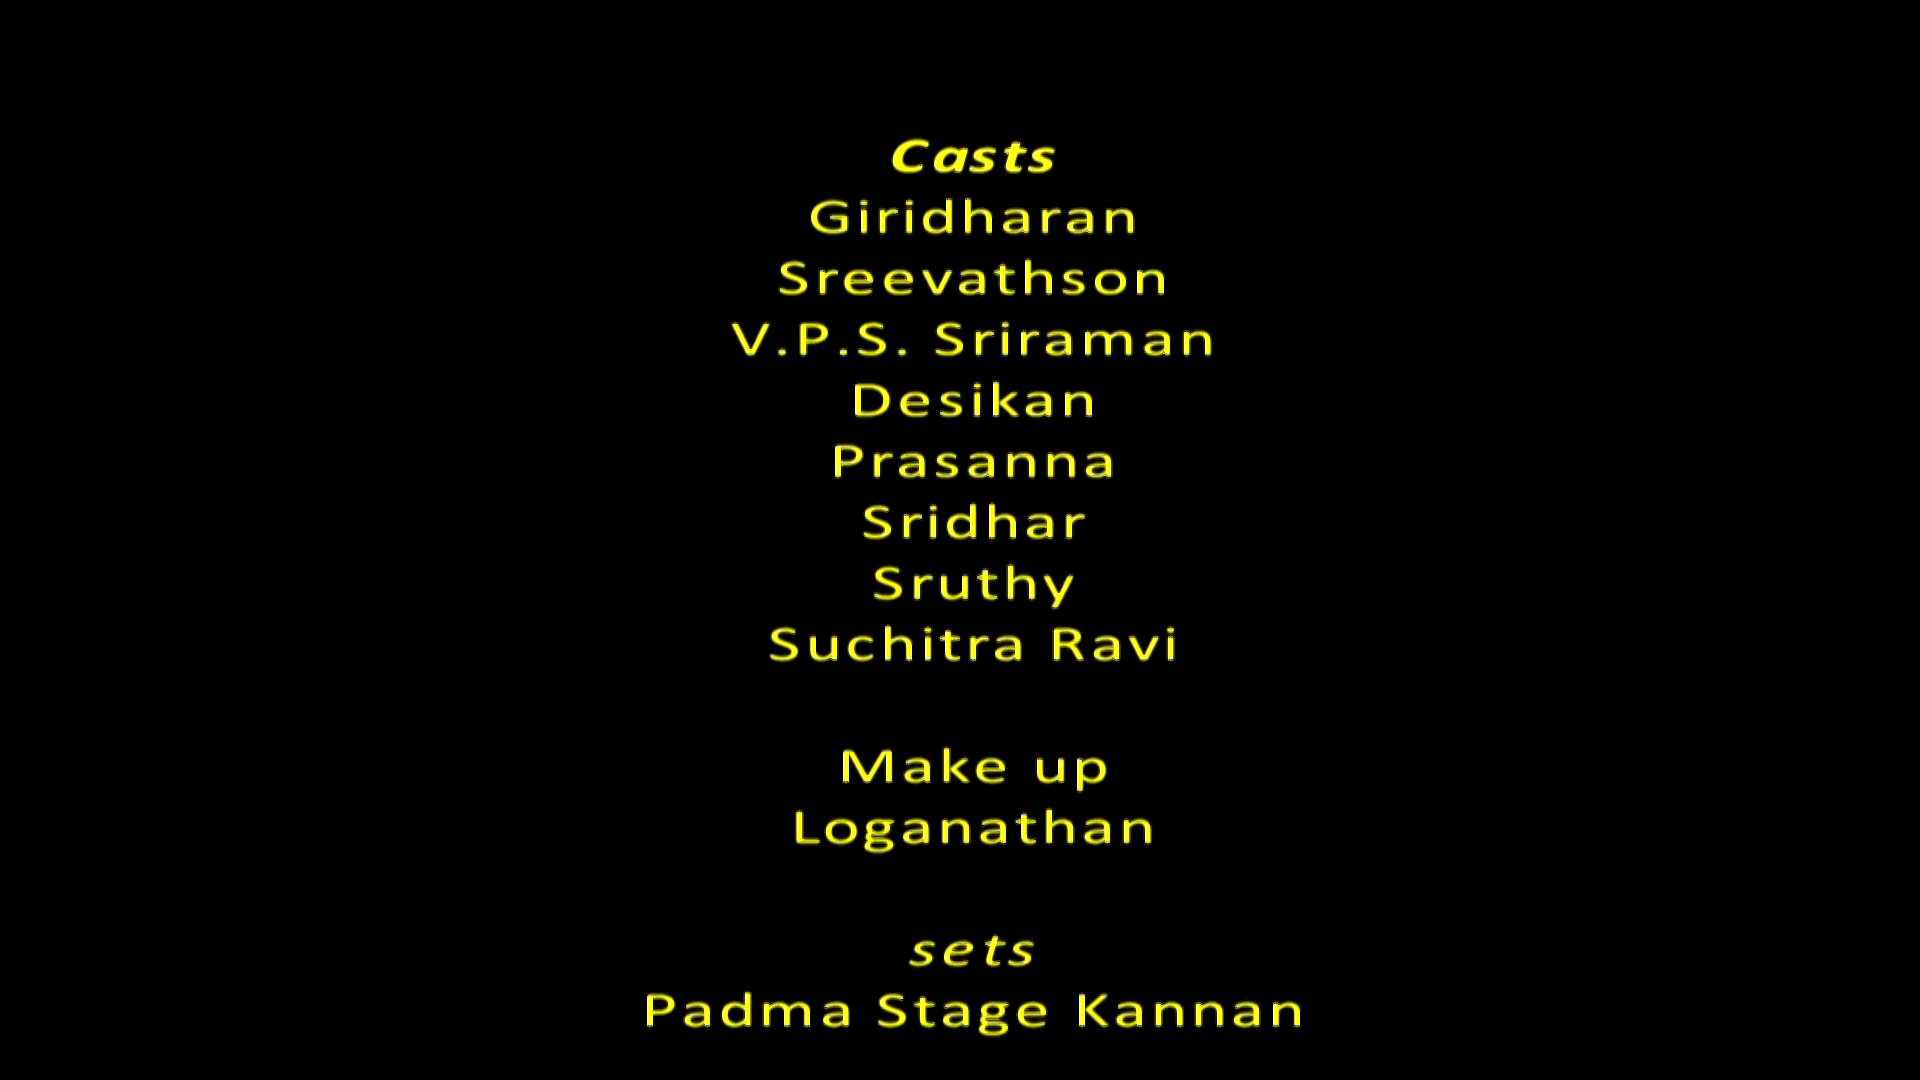 Casts
Giridharan
Sreevathson
V.P.S. Sriraman
Desikan
Prasanna
Sridhar
Sruthy
Suchitra Ravi
Make up
Loganathan
sets
Padma Stage Kannan